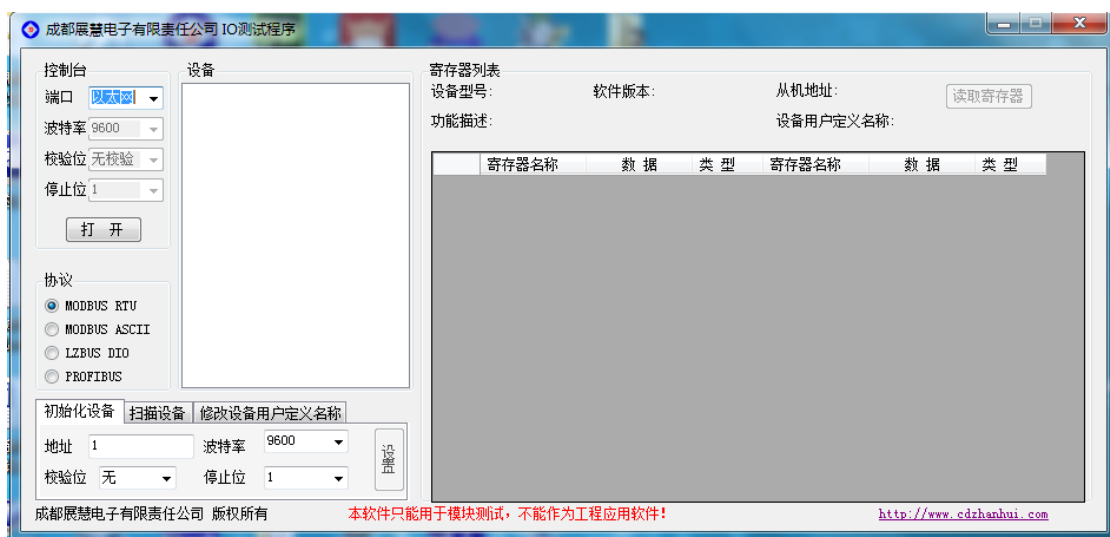 成都展慧电子有限责任公司 IO测试程序
控制台
端口 以太网
波特率 9600
校验位 无校验
停止位 1
打 开
协议
MODBUS RTU
MODBUS ASCII
LZBUS DIO
PROFIBUS
设备
初始化设备 扫描设备 修改设备用户定义名称
地址 1 波特率 9600
校验位 无 停止位 1
设置
寄存器列表
设备型号: 软件版本: 从机地址: 读取寄存器
功能描述: 设备用户定义名称:
寄存器名称 数 据 类 型 寄存器名称 数 据 类 型
成都展慧电子有限责任公司 版权所有 本软件只能用于模块测试，不能作为工程应用软件! http://www.cdzhanhui.com